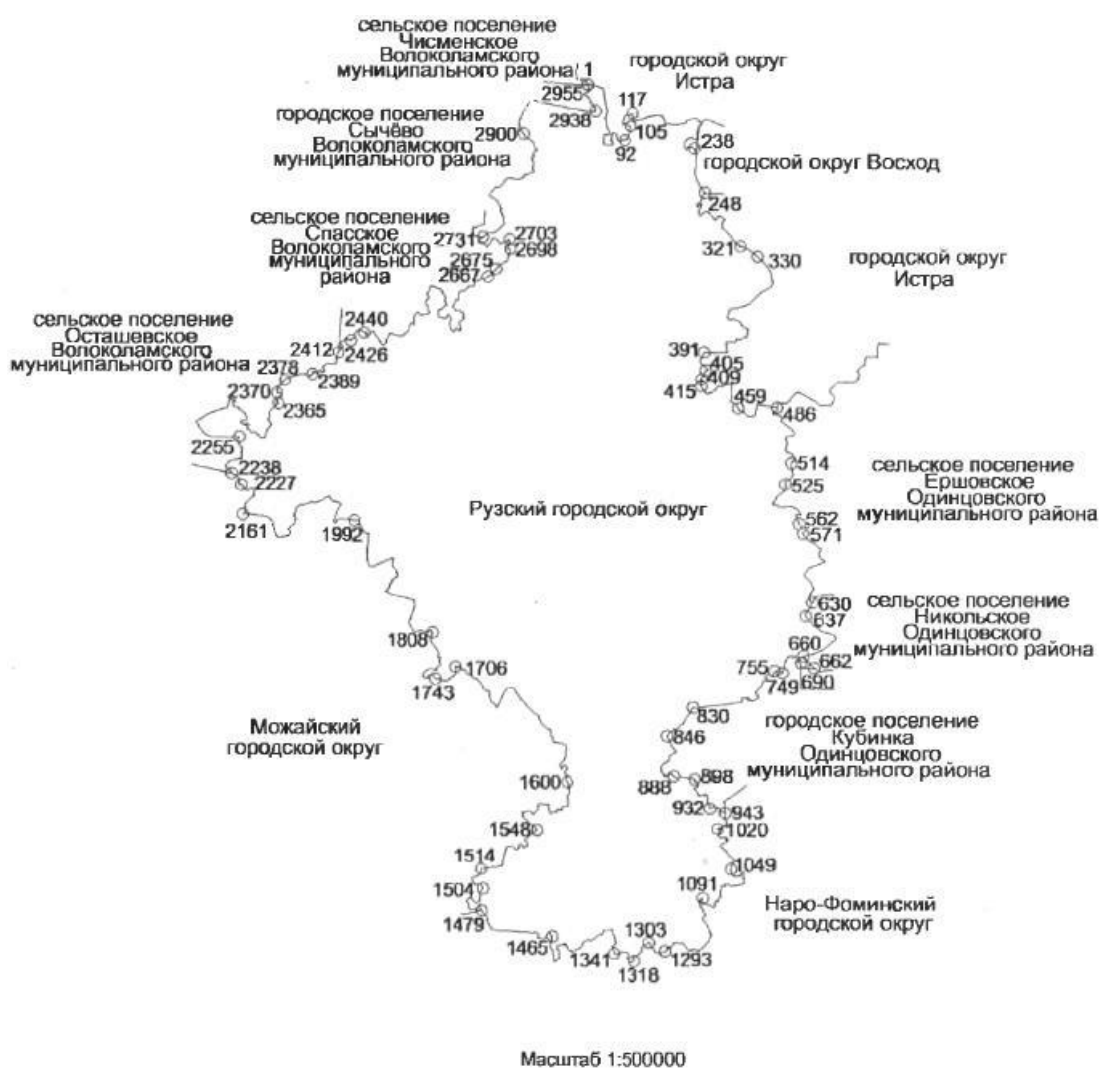 сельское поселение
Чисменское
Волоколамского
муниципального района
1
городской округ
Истра
2955
117
2938
105
городское поселение
Сычёво
Волоколамского
муниципального района
2900
92
238
городской округ Восход
248
сельское поселение
Спасское
Волоколамского
муниципального
района
2731
2703
2698
2675
2667
321
330
городской округ
Истра
сельское поселение
Осташевское
Волоколамского
муниципального района
2440
2412
2426
2378
2389
2370
2365
391
405
409
415
459
486
2255
2238
2227
2161
1992
514
525
сельское поселение
Ершовское
Одинцовского
муниципального района
562
571
Рузский городской округ
630
637
сельское поселение
Никольское
Одинцовского
муниципального района
1808
1706
1743
660
662
755
749
690
830
846
Можайский
городской округ
городское поселение
Кубинка
Одинцовского
муниципального района
1600
888
898
932
943
1548
1020
1514
1049
1504
1091
1479
Наро-Фоминский
городской округ
1465
1303
1341
1318
1293
Масштаб 1:500000